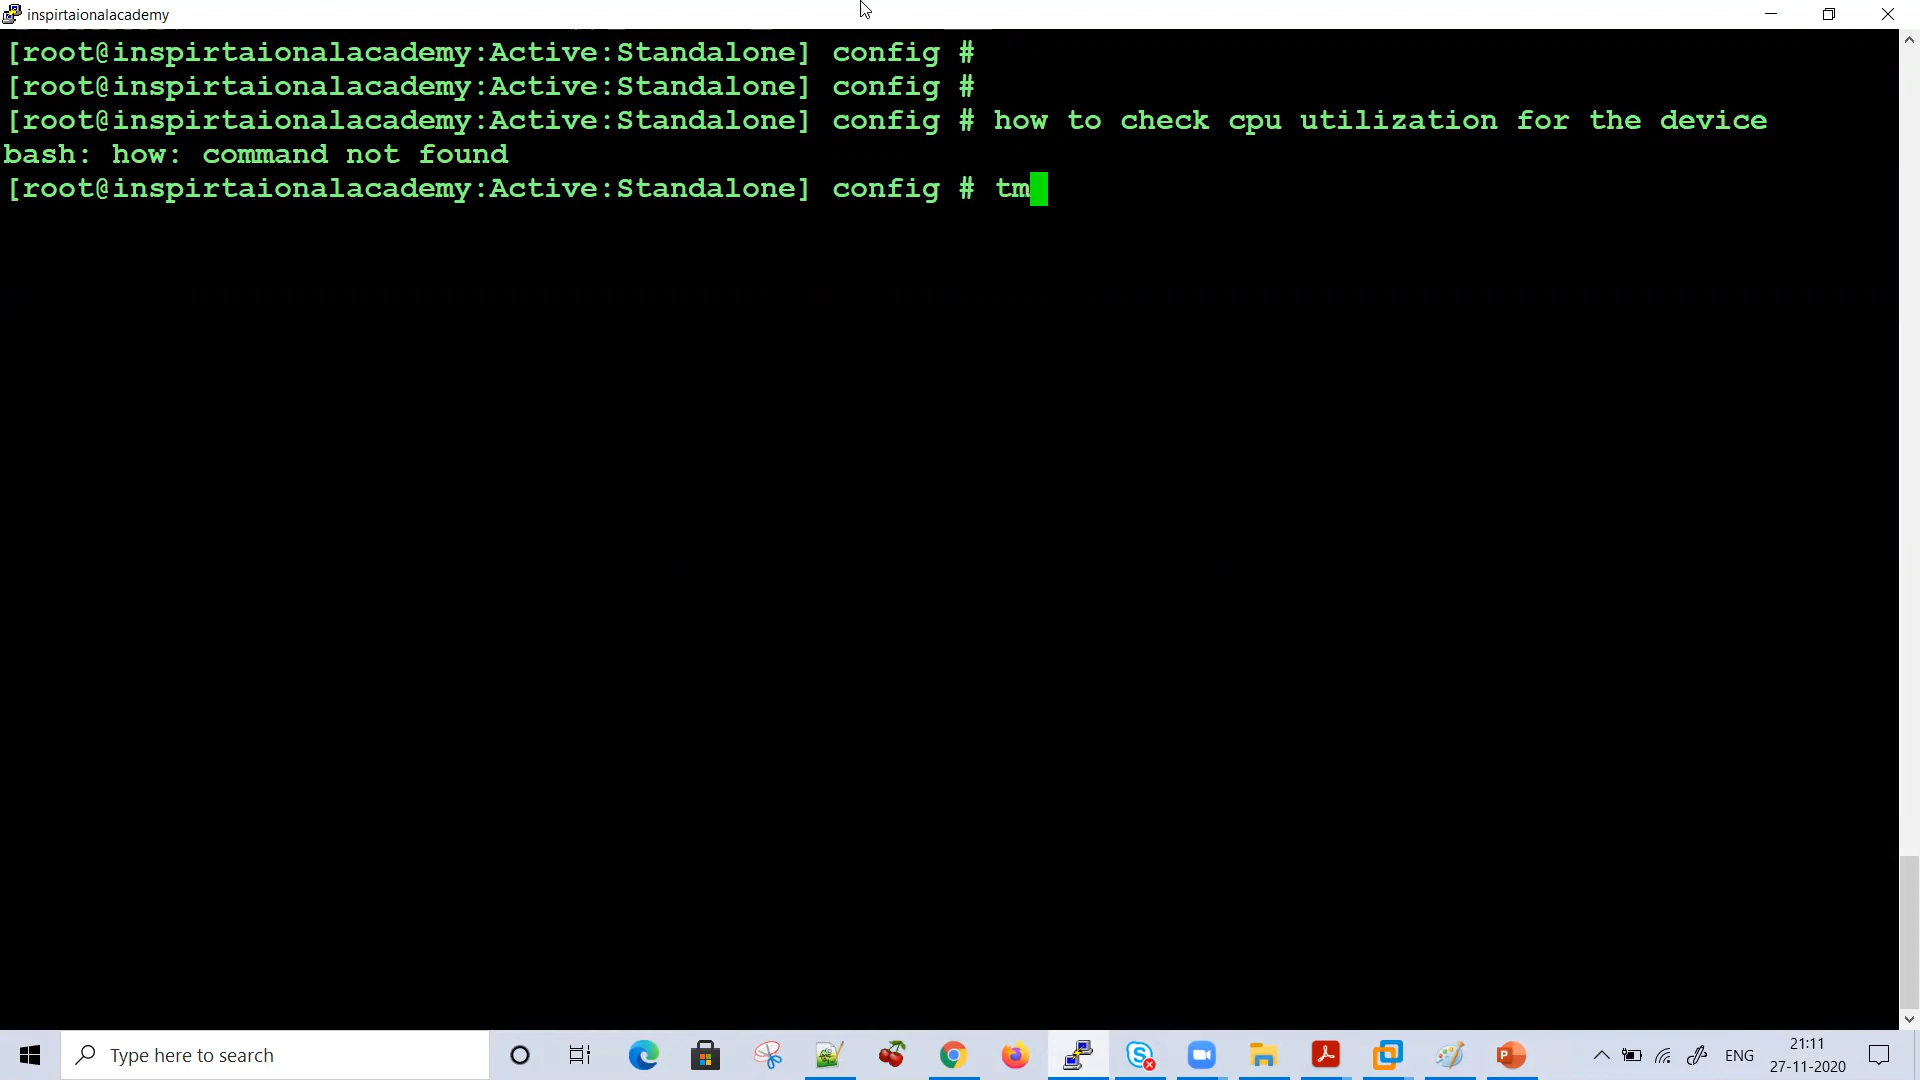 inspirtaionalacademy
[root@inspirtaionalacademy:Active:Standalone] config #
[root@inspirtaionalacademy:Active:Standalone] config #
[root@inspirtaionalacademy:Active:Standalone] config # how to check cpu utilization for the device
bash: how: command not found
[root@inspirtaionalacademy:Active:Standalone] config # tm
Type here to search
ENG
21:11
27-11-2020